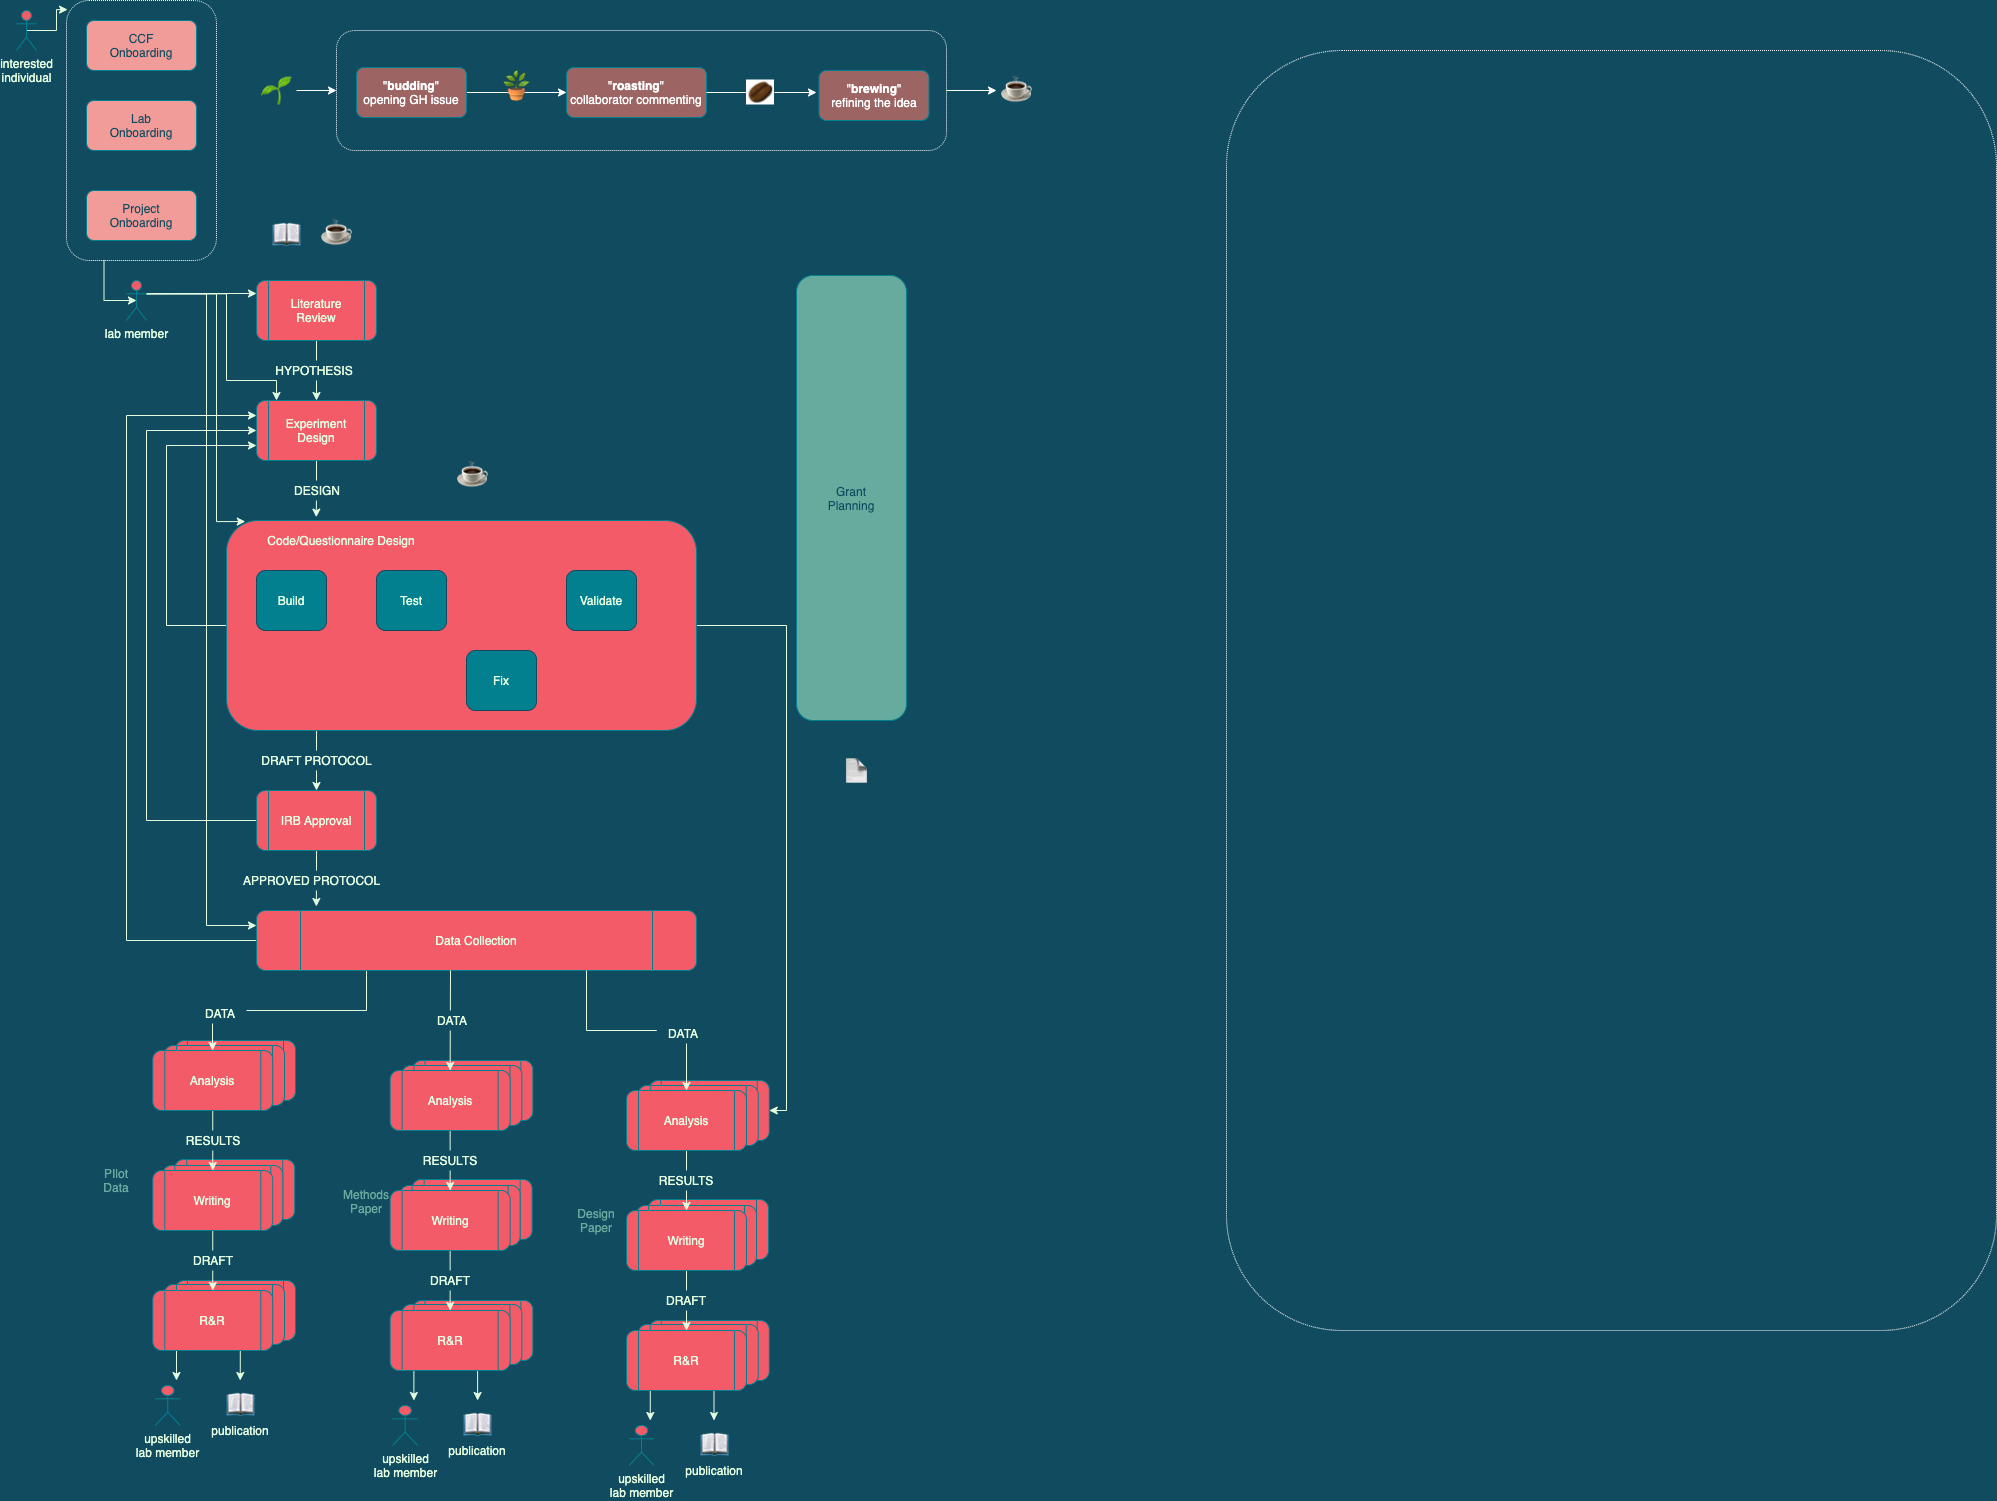 interested
individual
CCF
Onboarding
Lab
Onboarding
Project
Onboarding
"budding"
opening GH issue
"roasting"
collaborator commenting
"brewing"
refining the idea
lab member
Literature
Review
HYPOTHESIS
Experiment
Design
DESIGN
Code/Questionnaire Design
Build
Test
Validate
Fix
Grant
Planning
DRAFT PROTOCOL
IRB Approval
APPROVED PROTOCOL
Data Collection
DATA
Analysis
RESULTS
PIlot
Data
Writing
DRAFT
R&R
upskilled
lab member
publication
DATA
Analysis
RESULTS
Methods
Paper
Writing
DRAFT
R&R
upskilled
lab member
publication
DATA
Analysis
RESULTS
Design
Paper
Writing
DRAFT
R&R
upskilled
lab member
publication